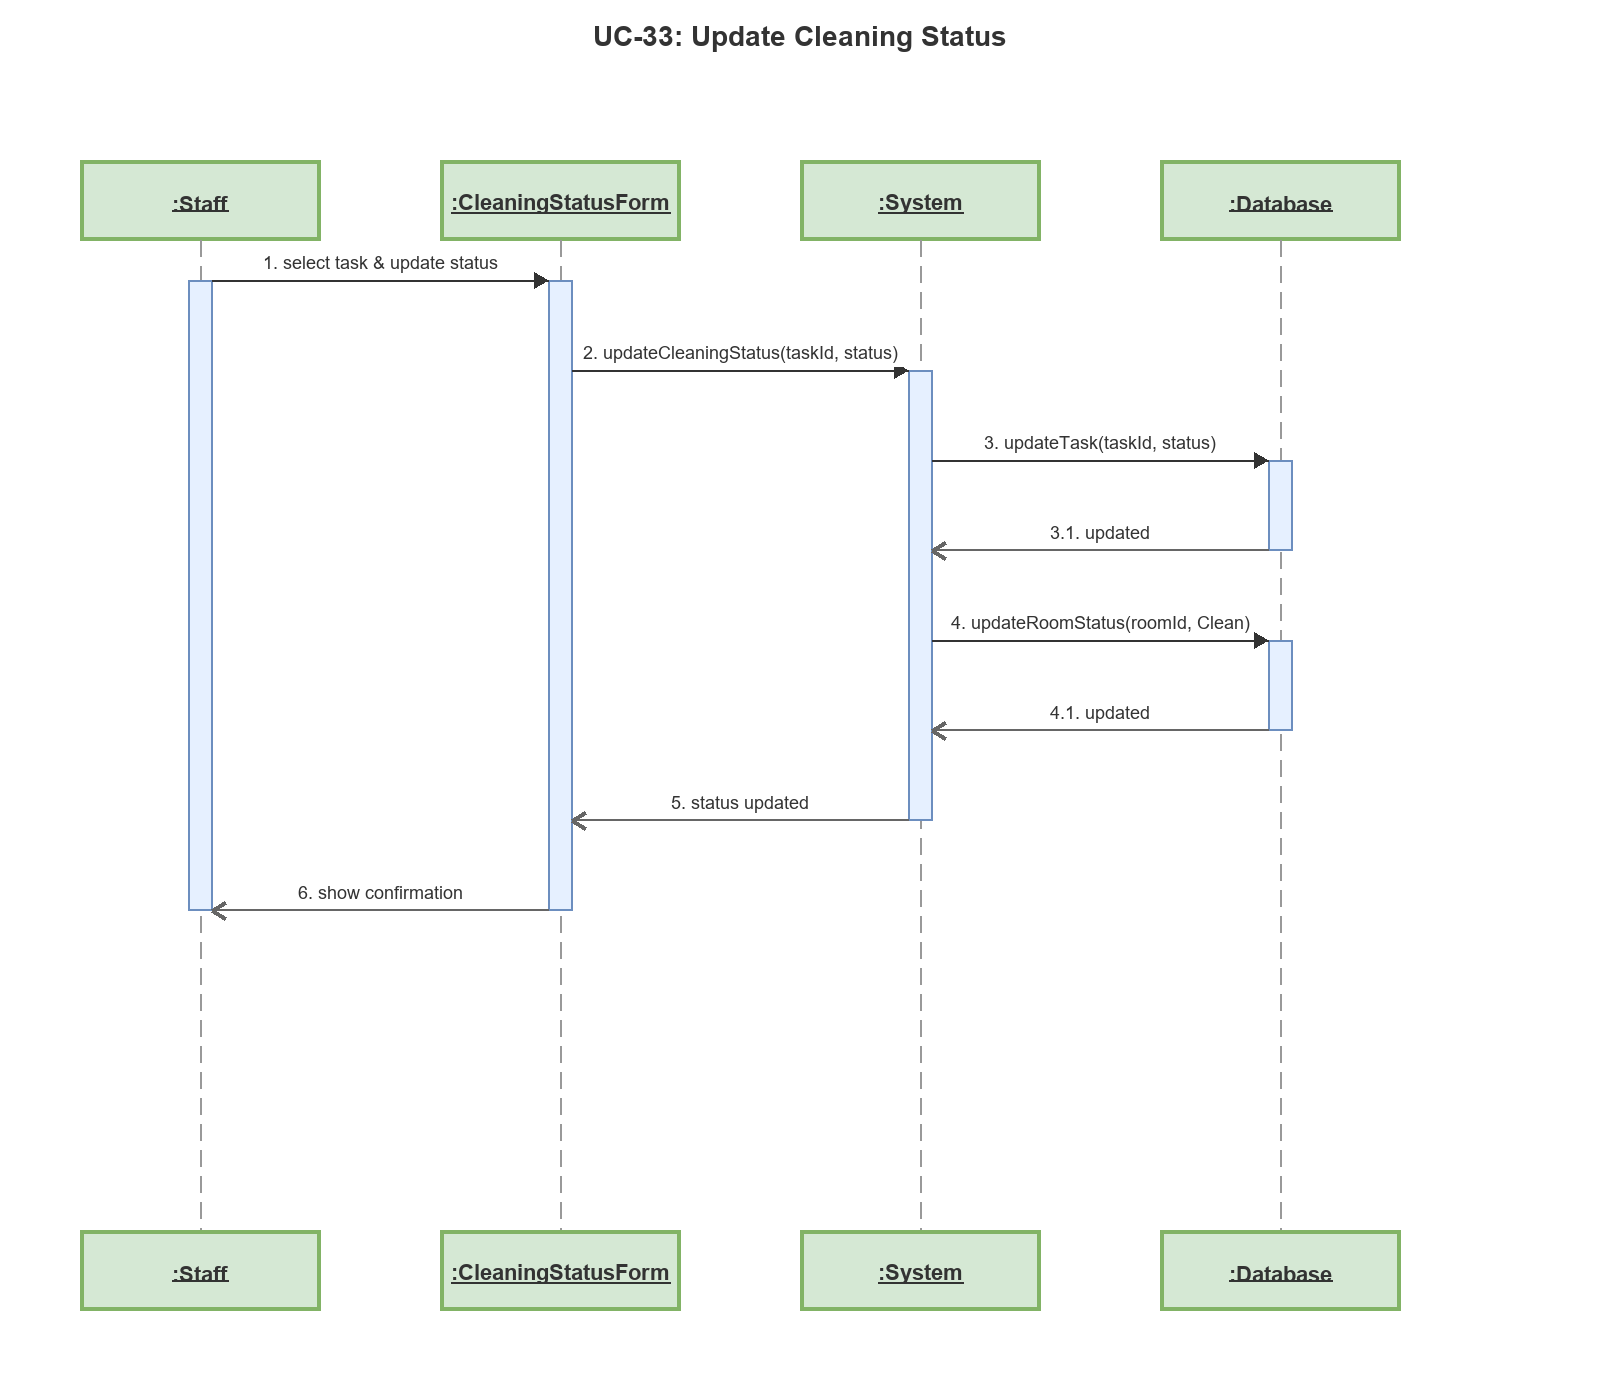 UC-33: Update Cleaning Status
:Staff
:CleaningStatusForm
:System
:Database
1. select task & update status
2. updateCleaningStatus(taskId, status)
3. updateTask(taskId, status)
3.1. updated
4. updateRoomStatus(roomId, Clean)
4.1. updated
5. status updated
6. show confirmation
:Staff
:CleaningStatusForm
:System
:Database